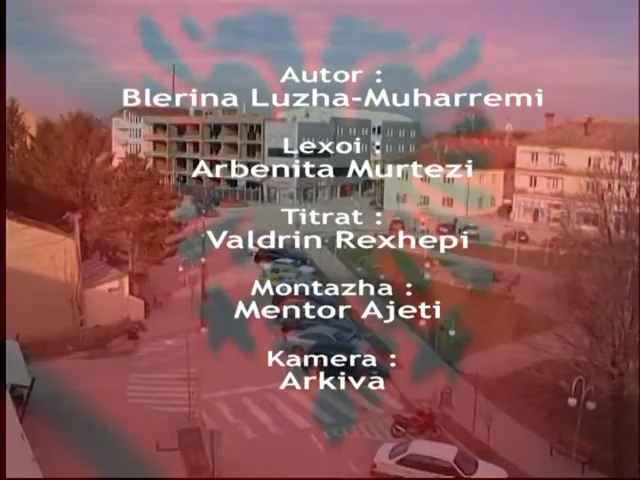 Autor :
Blerina Luzha-Muharremi
Lexoi :
Arbenita Murtezi
Titrat :
Valdrin Rexhepi
Montazha :
Mentor Ajeti
Kamera :
Arkiva